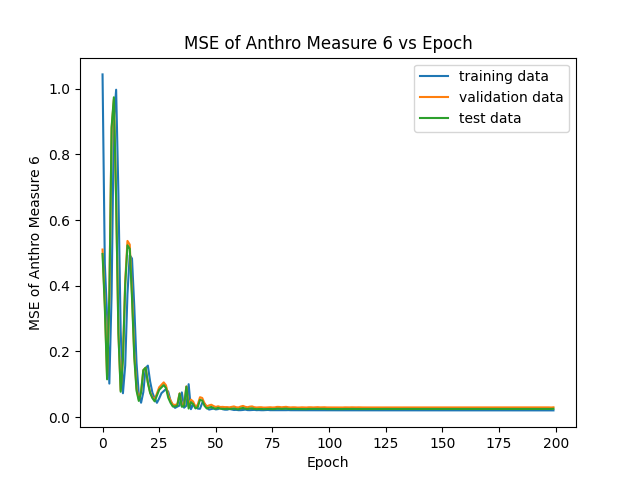 MSE of Anthro Measure 6 vs Epoch
training data
validation data
test data
MSE of Anthro Measure 6
1.0
0.8
0.6
0.4
0.2
0.0
0 25 50 75 100 125 150 175 200
Epoch